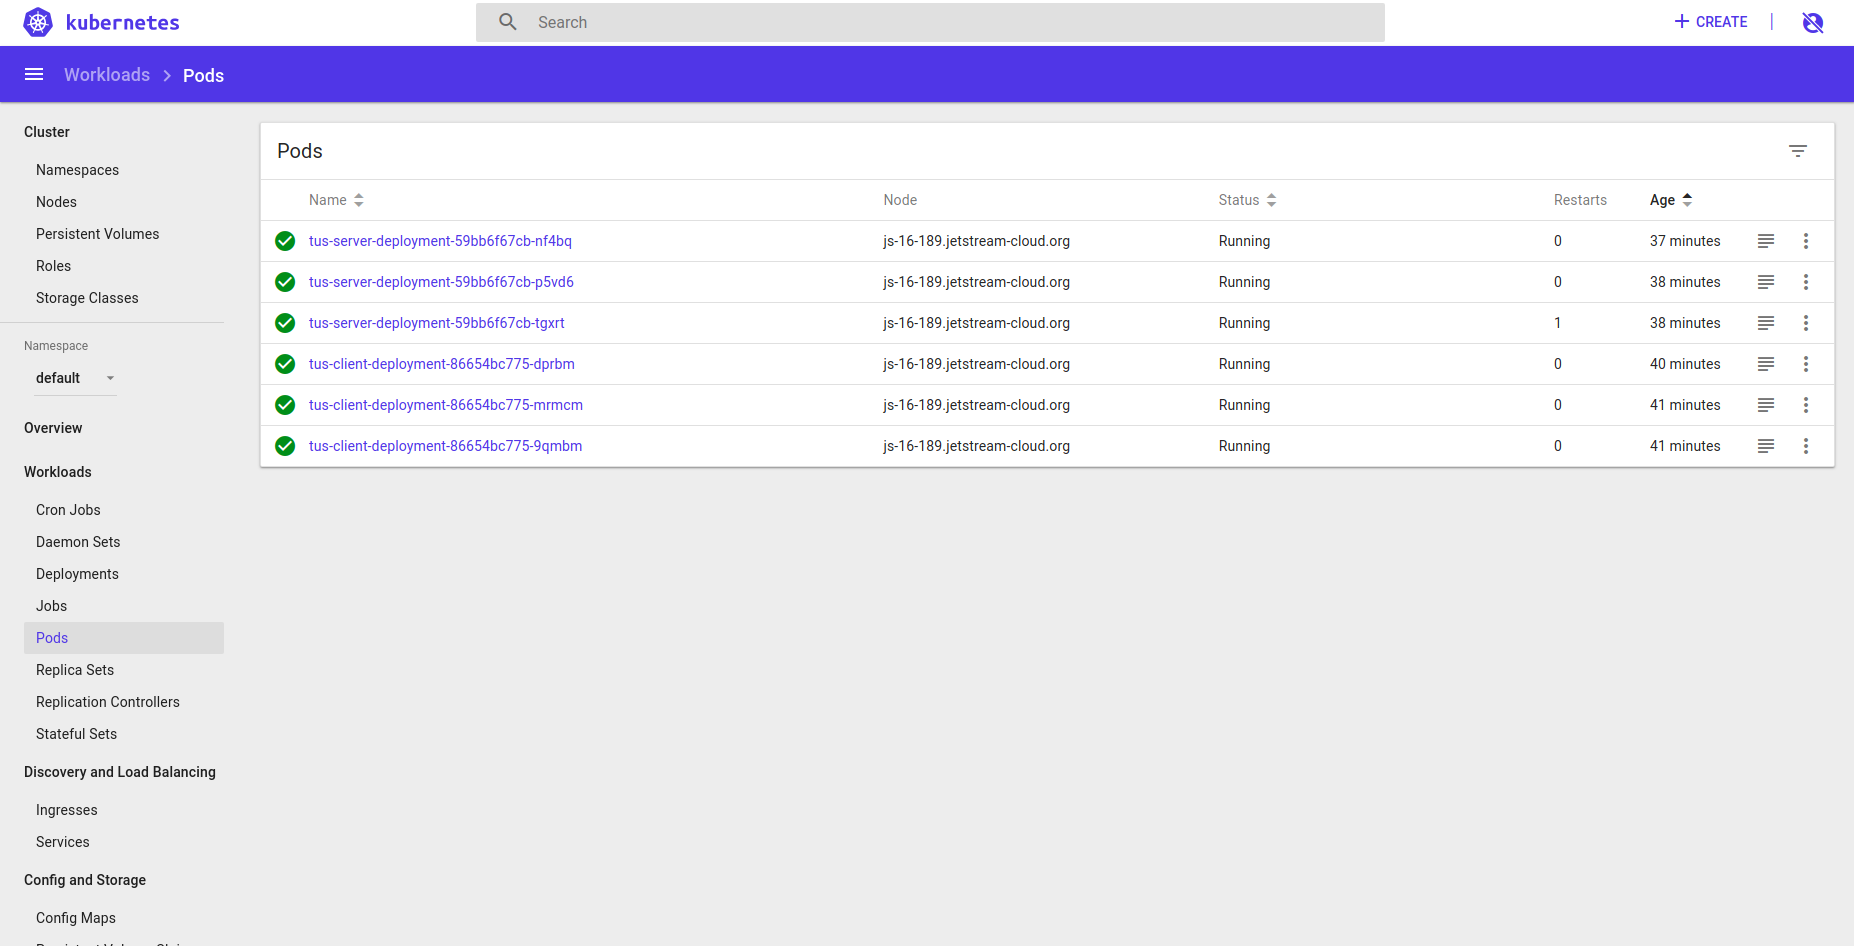 kubernetes
Search
CREATE
Workloads
Pods
Cluster
Namespaces
Nodes
Persistent Volumes
Roles
Storage Classes
Namespace
default
Overview
Workloads
Cron Jobs
Daemon Sets
Deployments
Jobs
Pods
Replica Sets
Replication Controllers
Stateful Sets
Discovery and Load Balancing
Ingresses
Services
Config and Storage
Config Maps
Pods
Name Node Status Restarts Age
tus-server-deployment-59bb6f67cb-nf4bq js-16-189.jetstream-cloud.org Running 0 37 minutes
tus-server-deployment-59bb6f67cb-p5vd6 js-16-189.jetstream-cloud.org Running 0 38 minutes
tus-server-deployment-59bb6f67cb-tgxrt js-16-189.jetstream-cloud.org Running 1 38 minutes
tus-client-deployment-86654bc775-dprbm js-16-189.jetstream-cloud.org Running 0 40 minutes
tus-client-deployment-86654bc775-mrmcm js-16-189.jetstream-cloud.org Running 0 41 minutes
tus-client-deployment-86654bc775-9qmbm js-16-189.jetstream-cloud.org Running 0 41 minutes